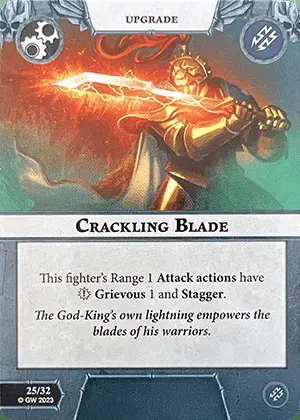 UPGRADE
CRACKLING BLADE
This fighter's Range 1 Attack actions have
Grievous 1 and Stagger.
The God-King's own lightning empowers the
blades of his warriors.
25/32
© GW 2023